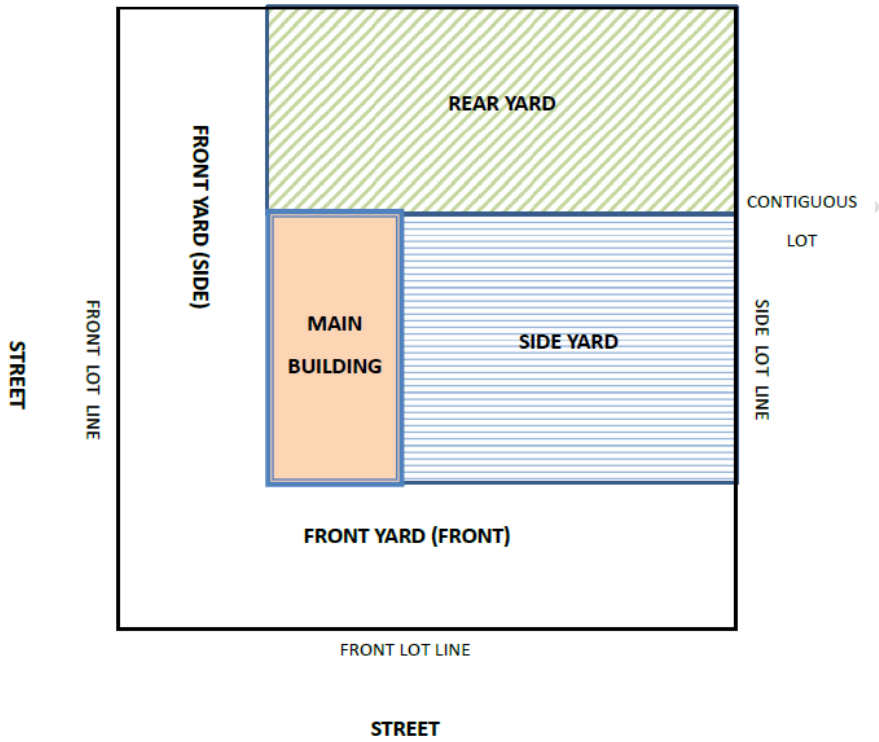 REAR YARD
FRONT YARD (SIDE)
CONTIGUOUS
LOT
FRONT LOT LINE
MAIN
BUILDING
SIDE YARD
SIDE LOT LINE
STREET
FRONT YARD (FRONT)
FRONT LOT LINE
STREET